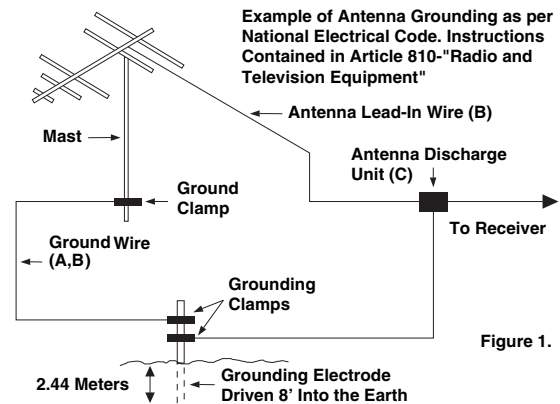 Example of Antenna Grounding as per
National Electrical Code. Instructions
Contained in Article 810-"Radio and
Television Equipment"
Antenna Lead-In Wire (B)
Mast
Antenna Discharge
Unit (C)
Ground
Clamp
To Receiver
Ground Wire
(A,B)
Grounding
Clamps
Figure 1.
2.44 Meters
Grounding Electrode
Driven 8' Into the Earth